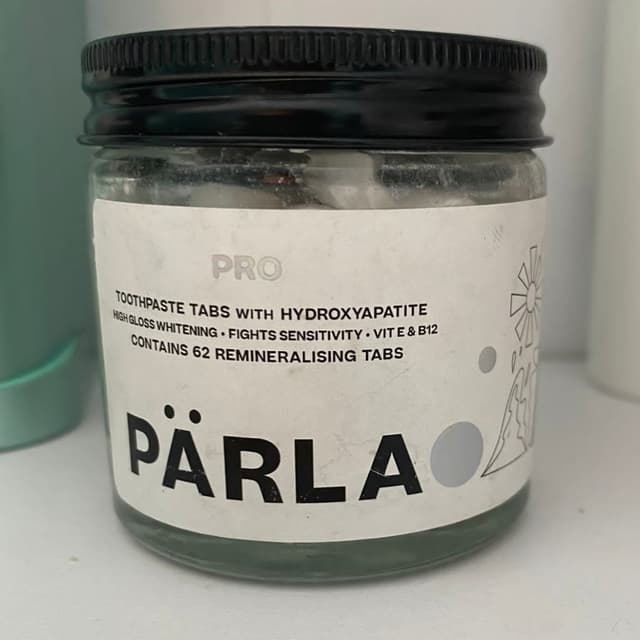 PRO
TOOTHPASTE TABS WITH HYDROXYAPATITE
HIGH GLOSS WHITENING • FIGHTS SENSITIVITY • VIT E & B12
CONTAINS 62 REMINERALISING TABS
PÄRLA